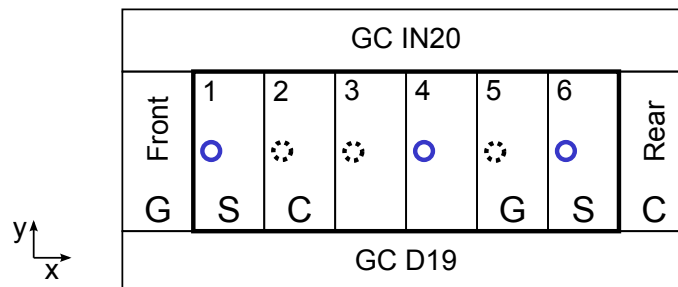 GC IN20
1 2 3 4 5 6
Front
Rear
G S C G S C
GC D19
y
x